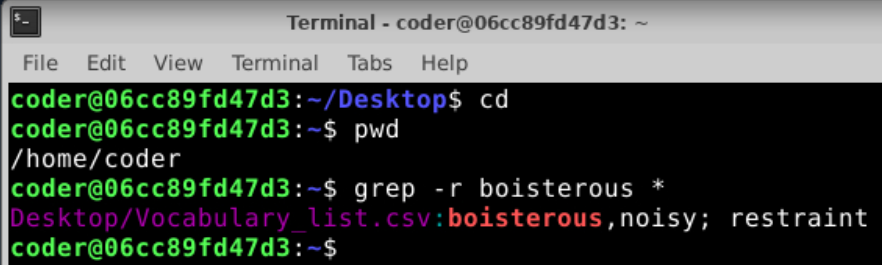 Terminal - coder@06cc89fd47d3: ~
File Edit View Terminal Tabs Help
coder@06cc89fd47d3:~/Desktop$ cd
coder@06cc89fd47d3:~$ pwd
/home/coder
coder@06cc89fd47d3:~$ grep -r boisterous *
Desktop/Vocabulary_list.csv:boisterous,noisy; restraint
coder@06cc89fd47d3:~$